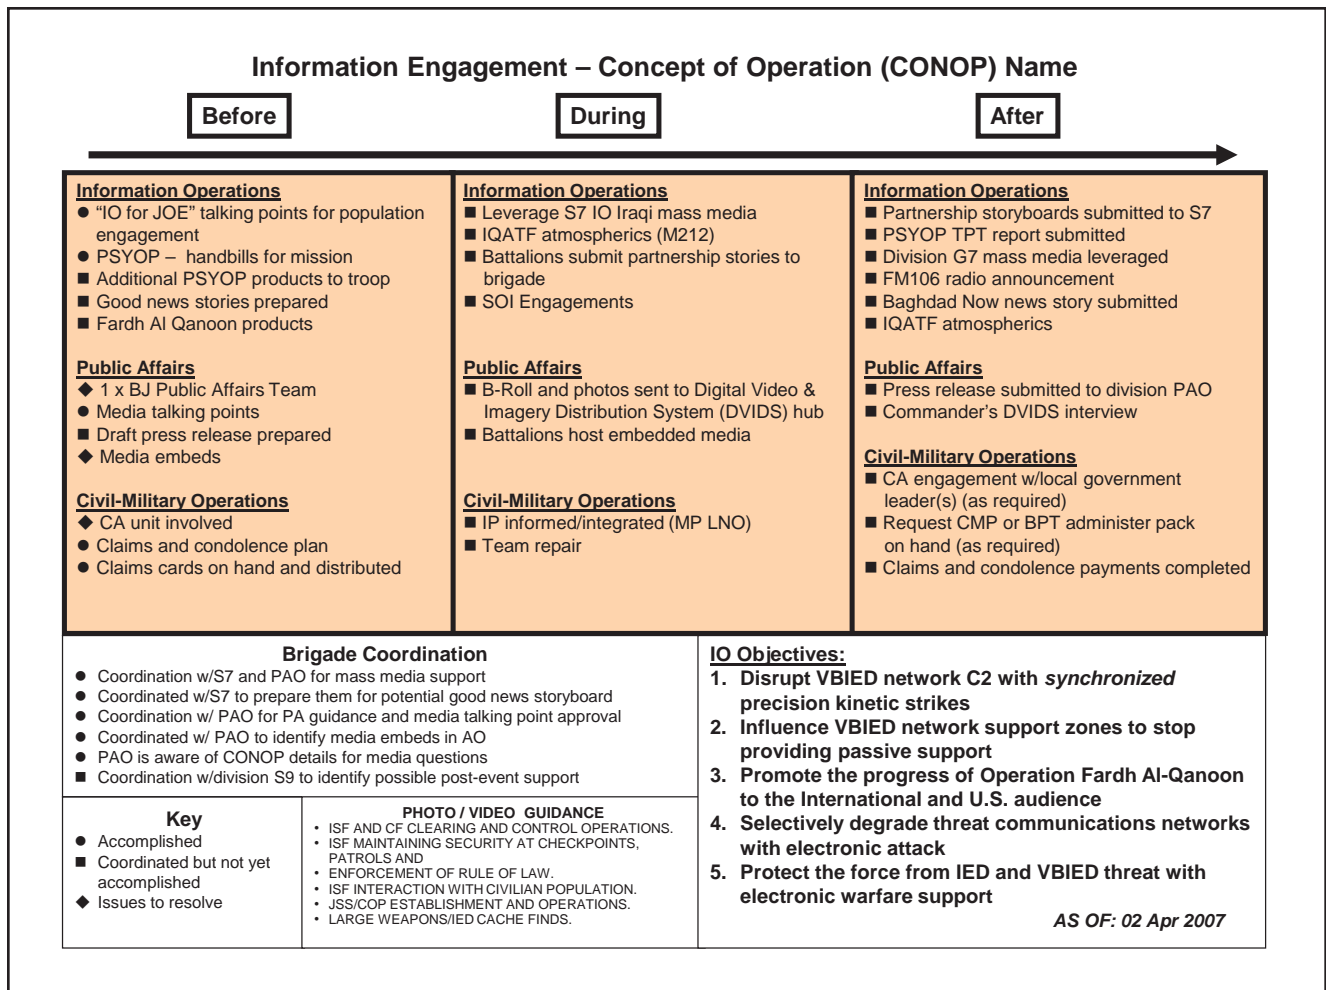 Information Engagement – Concept of Operation (CONOP) Name
Before
During
After
Information Operations
● “IO for JOE” talking points for population
engagement
● PSYOP – handbills for mission
■ Additional PSYOP products to troop
■ Good news stories prepared
■ Fardh Al Qanoon products
Public Affairs
◆ 1 x BJ Public Affairs Team
● Media talking points
■ Draft press release prepared
◆ Media embeds
Civil-Military Operations
◆ CA unit involved
● Claims and condolence plan
● Claims cards on hand and distributed
Information Operations
■ Leverage S7 IO Iraqi mass media
■ IQATF atmospherics (M212)
■ Battalions submit partnership stories to
brigade
■ SOI Engagements
Public Affairs
■ B-Roll and photos sent to Digital Video &
Imagery Distribution System (DVIDS) hub
■ Battalions host embedded media
Civil-Military Operations
■ IP informed/integrated (MP LNO)
■ Team repair
Information Operations
■ Partnership storyboards submitted to S7
■ PSYOP TPT report submitted
■ Division G7 mass media leveraged
■ FM106 radio announcement
■ Baghdad Now news story submitted
■ IQATF atmospherics
Public Affairs
■ Press release submitted to division PAO
■ Commander’s DVIDS interview
Civil-Military Operations
■ CA engagement w/local government
leader(s) (as required)
■ Request CMP or BPT administer pack
on hand (as required)
■ Claims and condolence payments completed
Brigade Coordination
● Coordination w/S7 and PAO for mass media support
● Coordinated w/S7 to prepare them for potential good news storyboard
● Coordination w/ PAO for PA guidance and media talking point approval
● Coordinated w/ PAO to identify media embeds in AO
● PAO is aware of CONOP details for media questions
■ Coordination w/division S9 to identify possible post-event support
Key
● Accomplished
■ Coordinated but not yet
accomplished
◆ Issues to resolve
PHOTO / VIDEO GUIDANCE
• ISF AND CF CLEARING AND CONTROL OPERATIONS.
• ISF MAINTAINING SECURITY AT CHECKPOINTS,
PATROLS AND
• ENFORCEMENT OF RULE OF LAW.
• ISF INTERACTION WITH CIVILIAN POPULATION.
• JSS/COP ESTABLISHMENT AND OPERATIONS.
• LARGE WEAPONS/IED CACHE FINDS.
IO Objectives:
1. Disrupt VBIED network C2 with synchronized
precision kinetic strikes
2. Influence VBIED network support zones to stop
providing passive support
3. Promote the progress of Operation Fardh Al-Qanoon
to the International and U.S. audience
4. Selectively degrade threat communications networks
with electronic attack
5. Protect the force from IED and VBIED threat with
electronic warfare support
AS OF: 02 Apr 2007